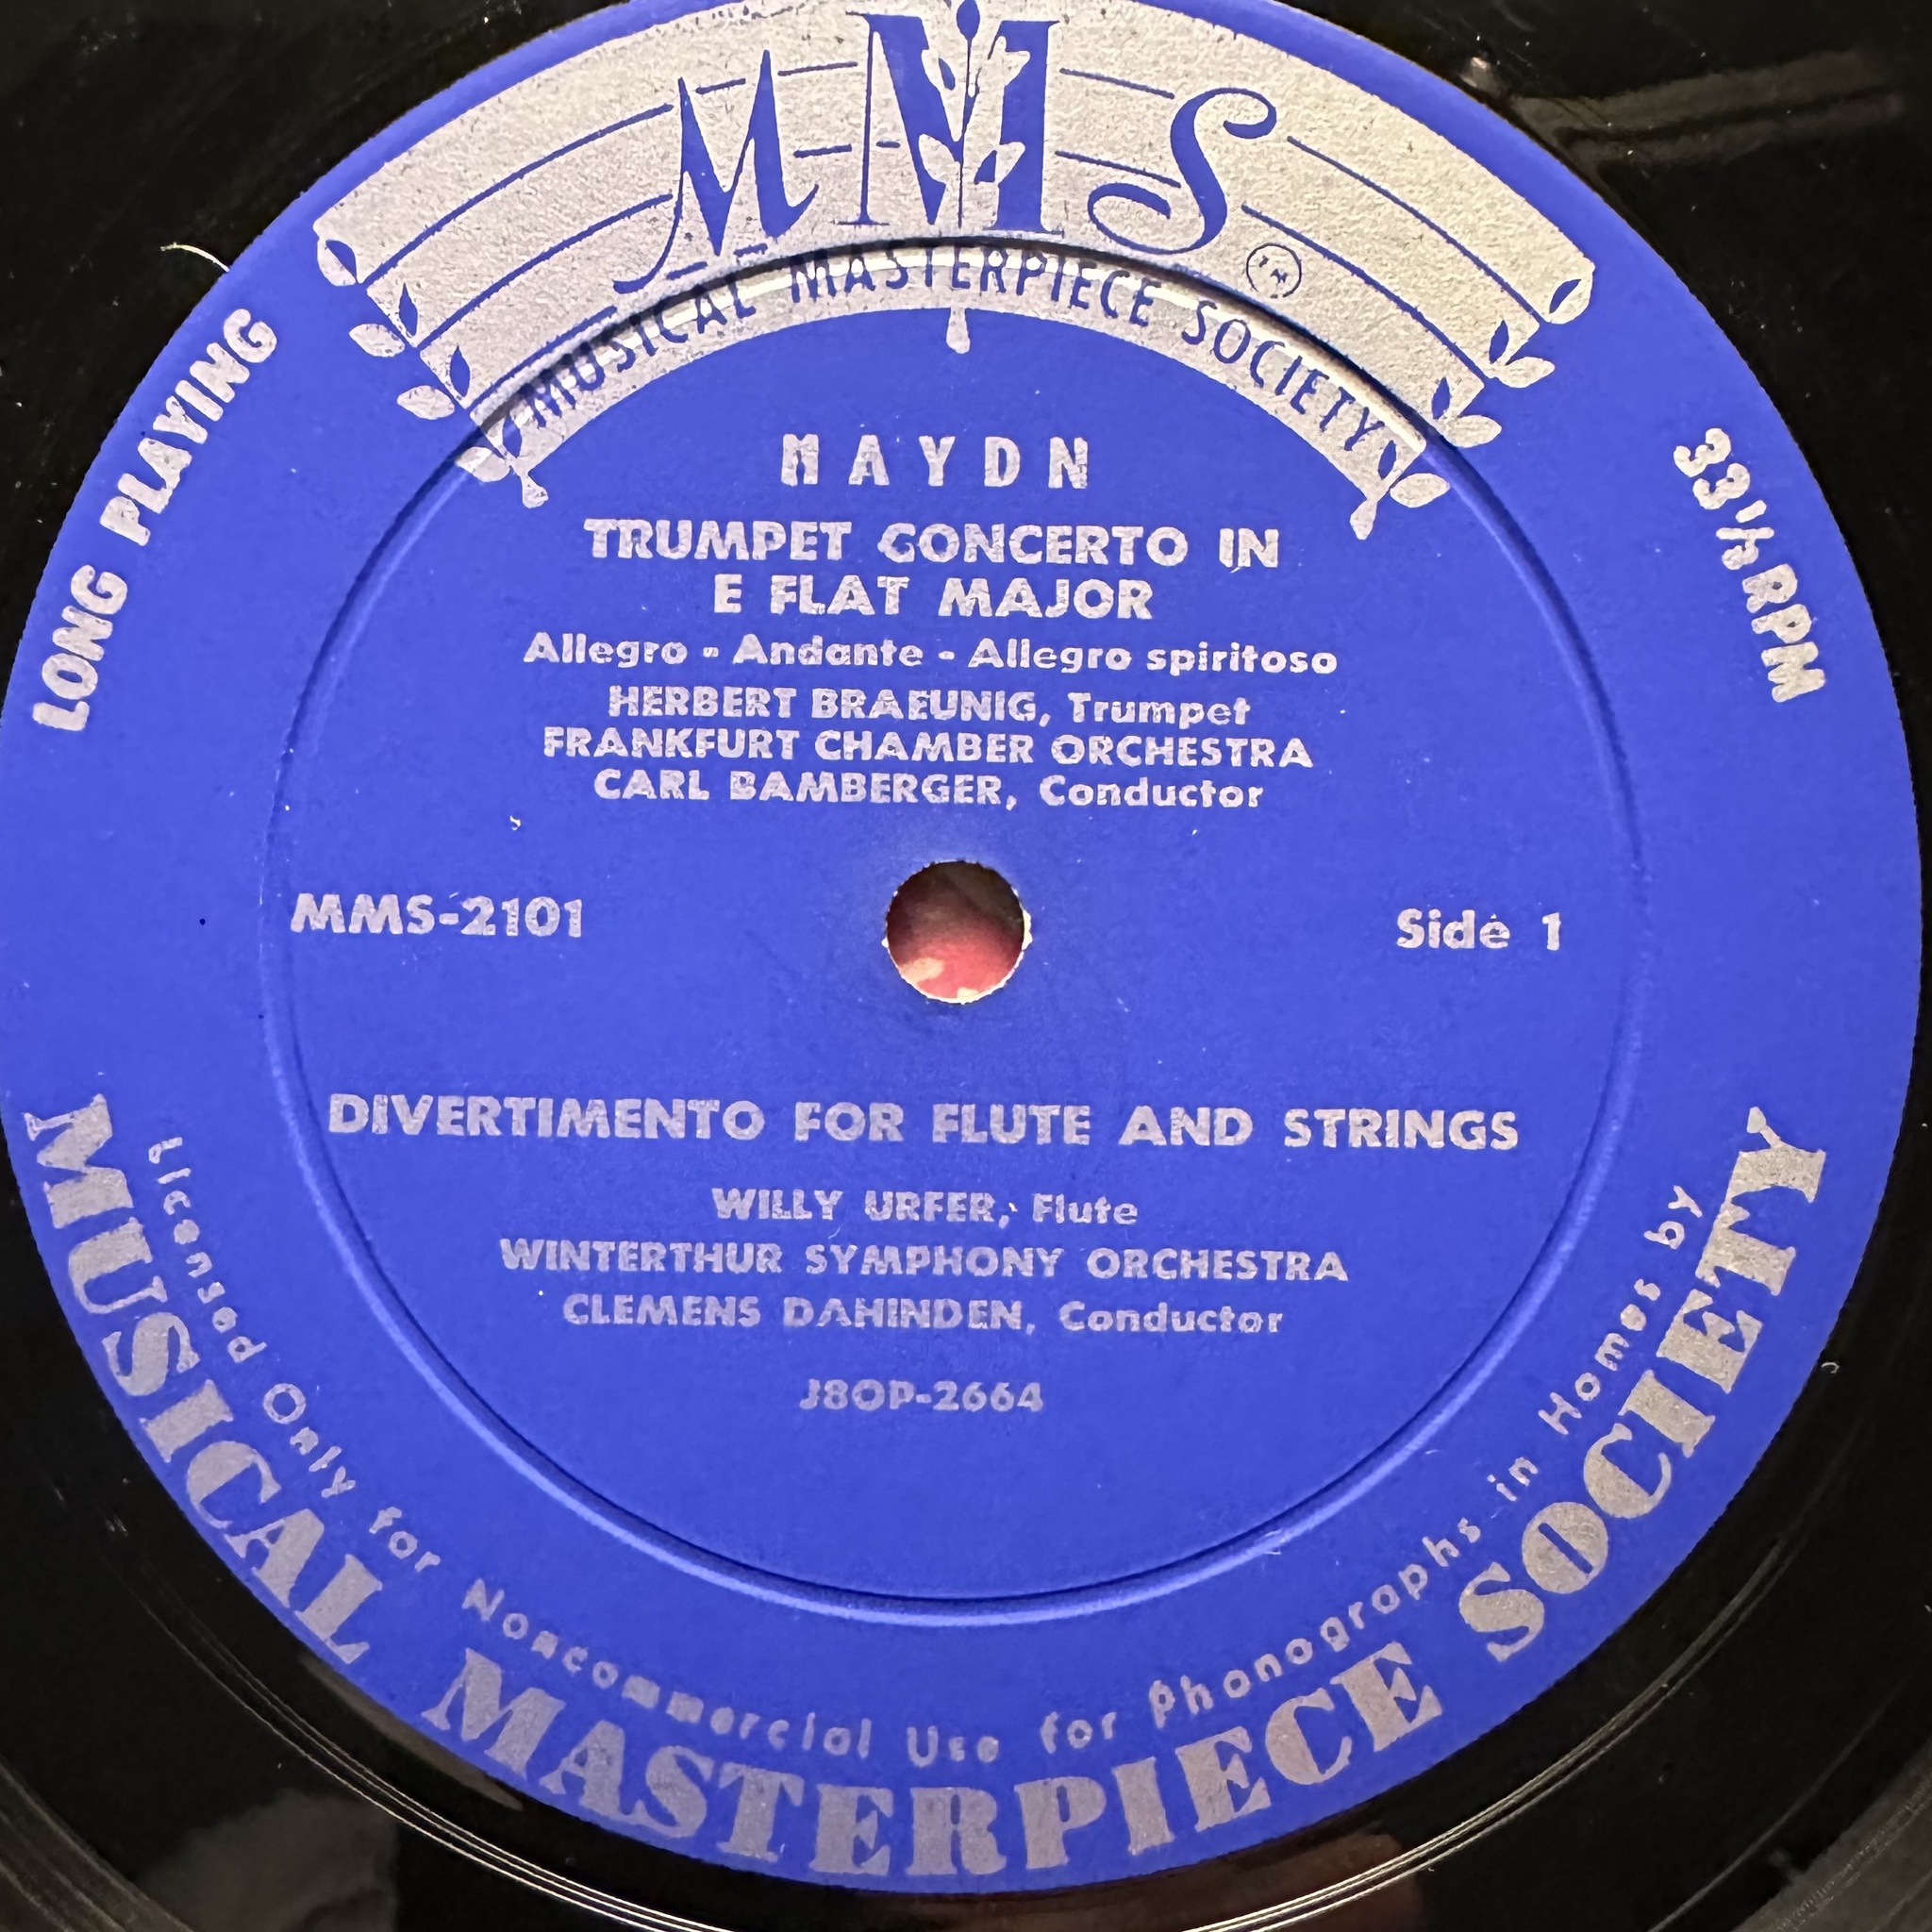 MMS
TM
MUSICAL MASTERPIECE SOCIETY
LONG PLAYING
33⅓ RPM
HAYDN
TRUMPET CONCERTO IN
E FLAT MAJOR
Allegro - Andante - Allegro spiritoso
HERBERT BRAEUNIG, Trumpet
FRANKFURT CHAMBER ORCHESTRA
CARL BAMBERGER, Conductor
MMS-2101
Side 1
DIVERTIMENTO FOR FLUTE AND STRINGS
WILLY URFER, Flute
WINTERTHUR SYMPHONY ORCHESTRA
CLEMENS DAHINDEN, Conductor
J8OP-2664
Licensed Only for Noncommercial Use for Phonographs in Homes by
MUSICAL MASTERPIECE SOCIETY